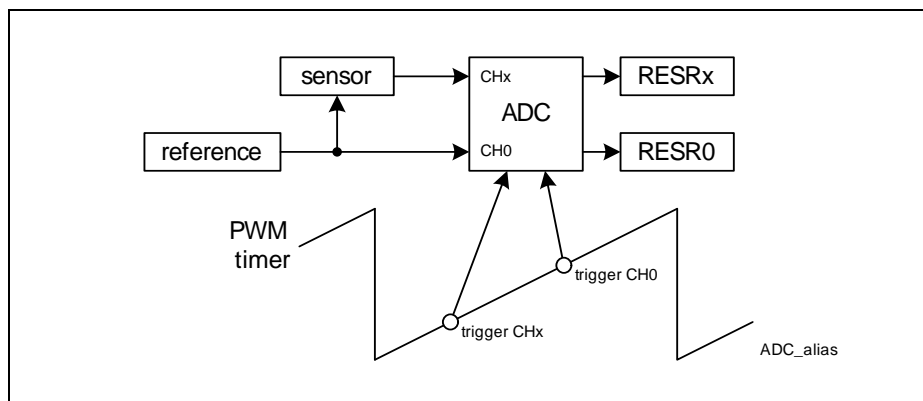 sensor
CHx
RESRx
ADC
reference
CH0
RESR0
PWM
timer
trigger CH0
trigger CHx
ADC_alias